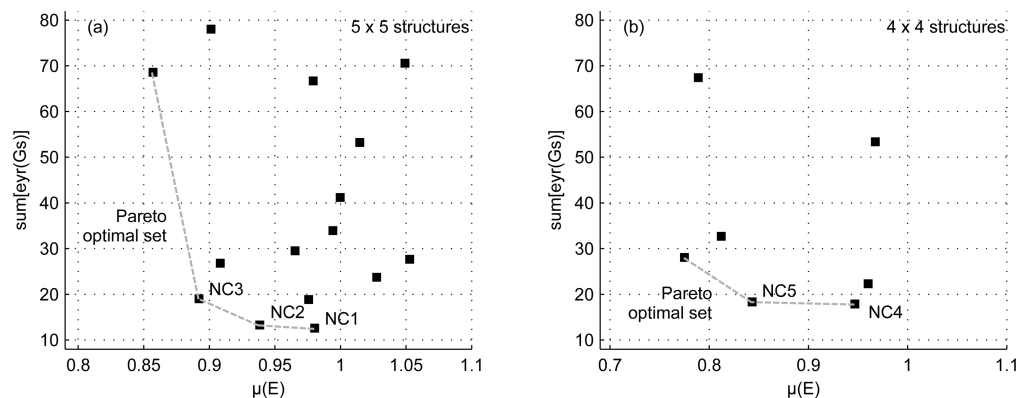 (a)
5 x 5 structures
80
70
60
50
40
30
20
10
sum[eyr(Gs)]
Pareto
optimal set
NC3
NC2
NC1
0.8
0.85
0.9
0.95
1
1.05
1.1
μ(E)
(b)
4 x 4 structures
80
70
60
50
40
30
20
10
sum[eyr(Gs)]
Pareto
optimal set
NC5
NC4
0.7
0.8
0.9
1
1.1
μ(E)